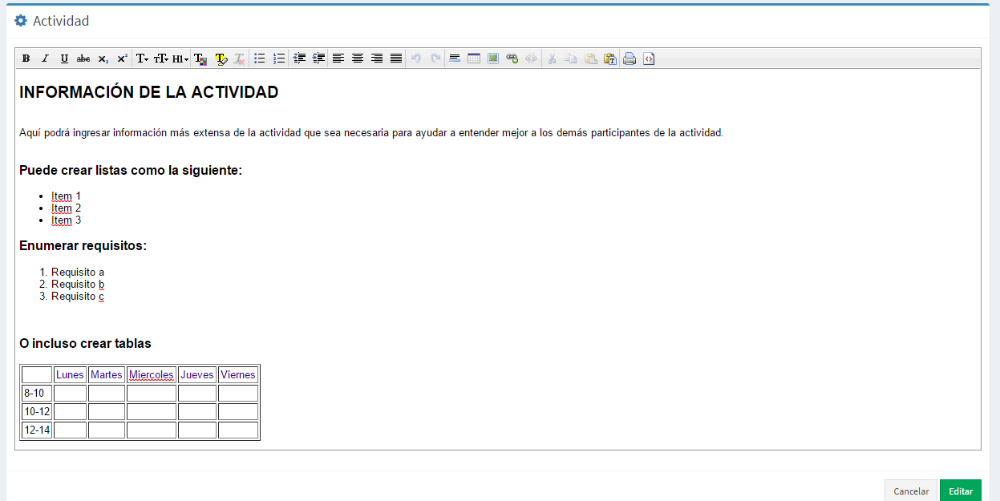 Actividad
B I U abc x₂ x² T TT H1 T T T
INFORMACIÓN DE LA ACTIVIDAD
Aquí podrá ingresar información más extensa de la actividad que sea necesaria para ayudar a entender mejor a los demás participantes de la actividad.
Puede crear listas como la siguiente:
• Item 1
• Item 2
• Item 3
Enumerar requisitos:
1. Requisito a
2. Requisito b
3. Requisito c
O incluso crear tablas
Lunes Martes Miercoles Jueves Viernes
8-10
10-12
12-14
Cancelar Editar